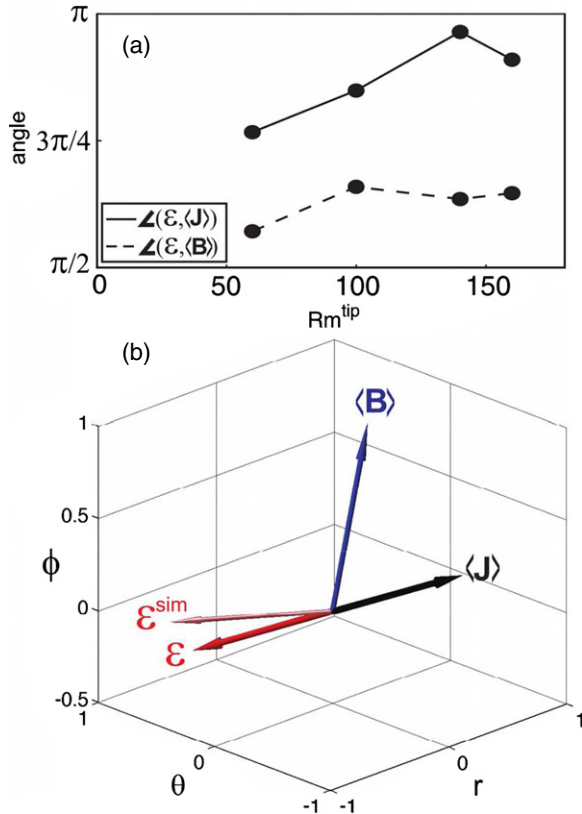 π
(a)
angle
3π/4
∠(ε,⟨J⟩)
∠(ε,⟨B⟩)
π/2
0 50 100 150
Rm^tip
(b)
⟨B⟩
1
0.5
ϕ
⟨J⟩
0
ε^sim
ε
-0.5
1 1
0 0
θ r
-1 -1